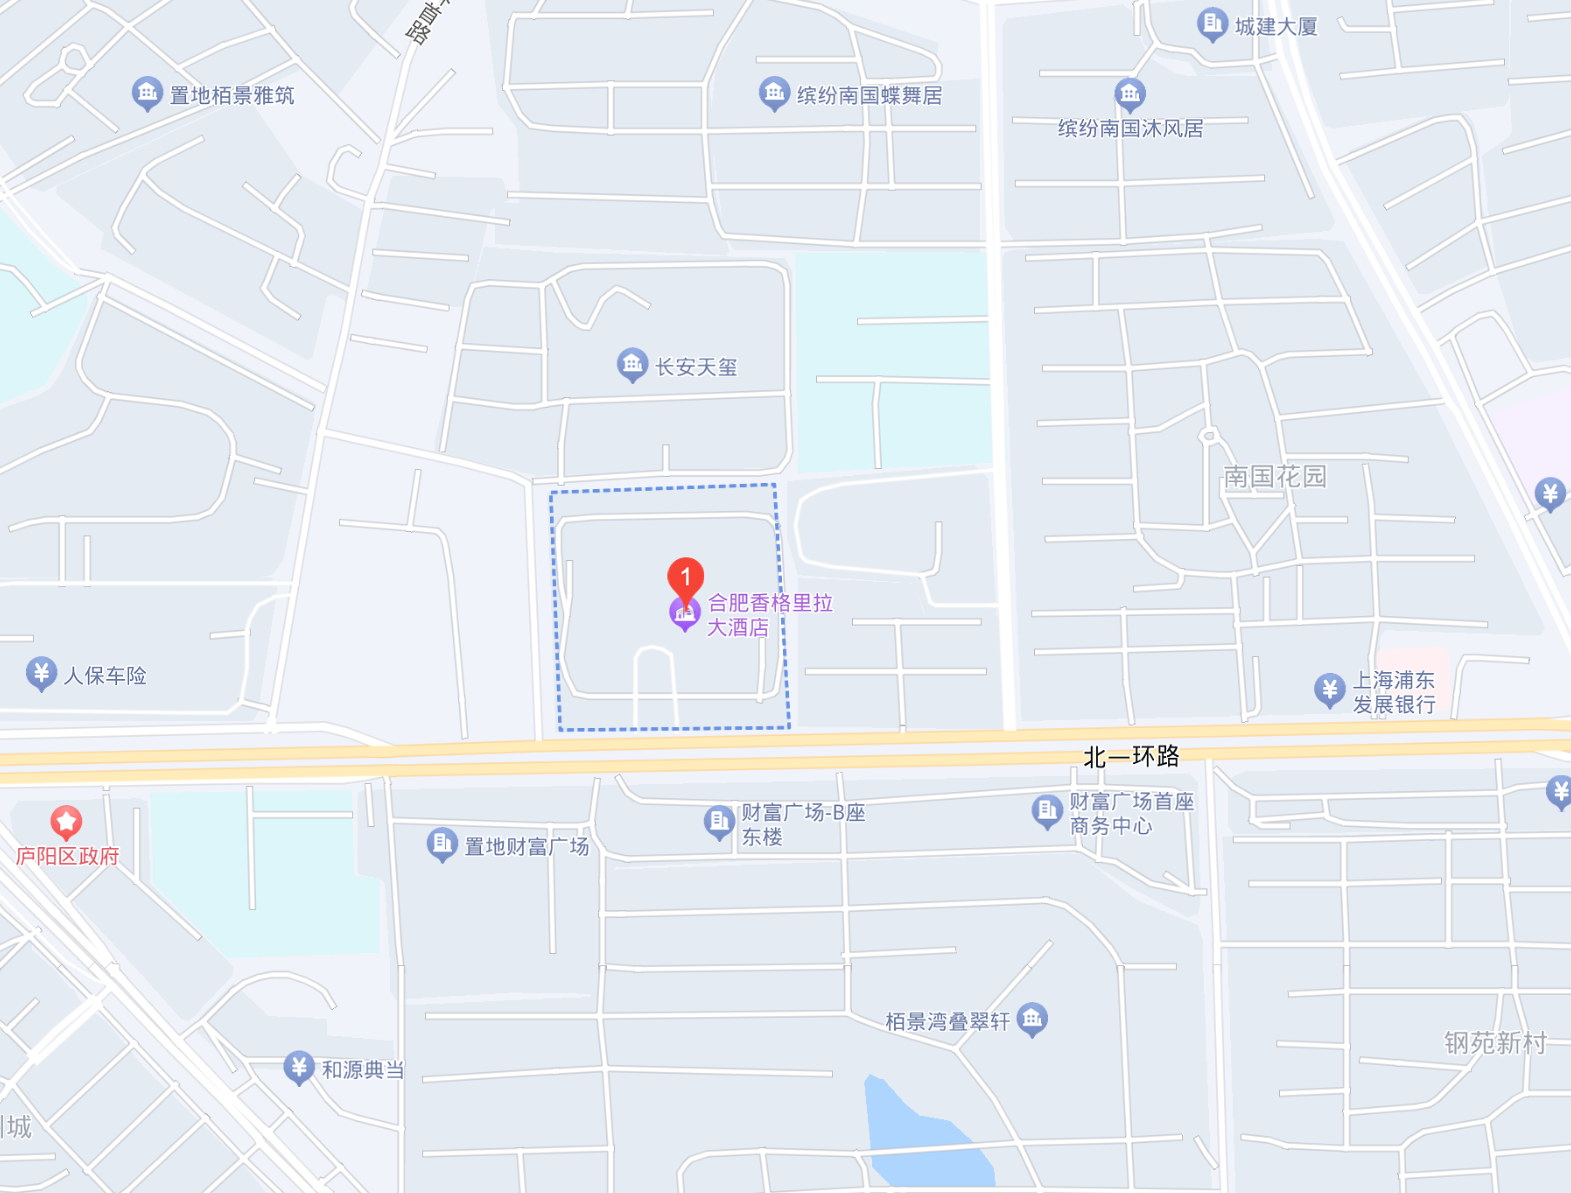 城建大厦
置地栢景雅筑
缤纷南国蝶舞居
缤纷南国沐风居
首路
长安天玺
南国花园
¥
1
合肥香格里拉
大酒店
¥
人保车险
¥
上海浦东
发展银行
北一环路
¥
庐阳区政府
置地财富广场
财富广场-B座
东楼
财富广场首座
商务中心
栢景湾叠翠轩
钢苑新村
¥
和源典当
城